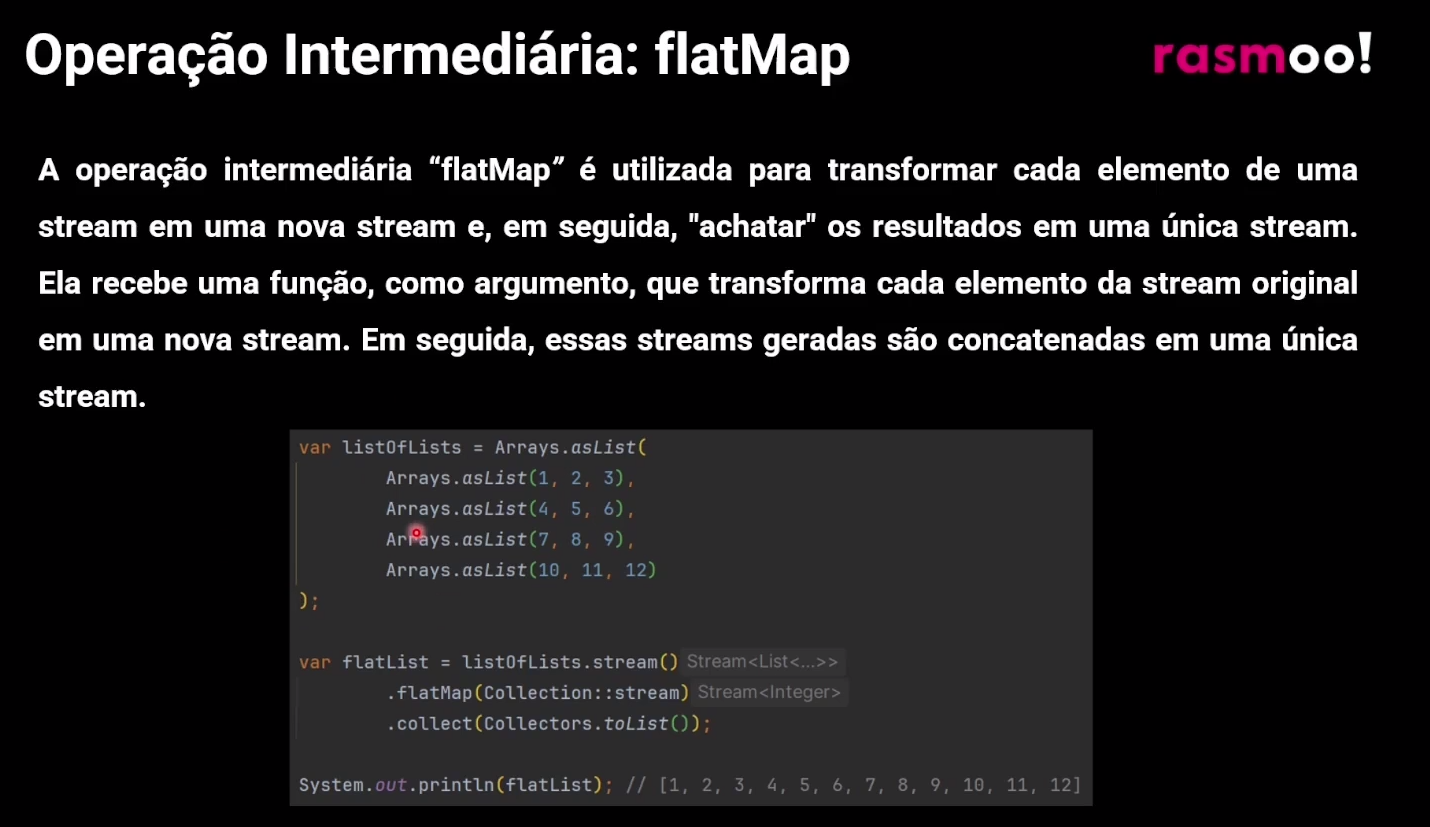 Operação Intermediária: flatMap
rasmoo!
A operação intermediária “flatMap” é utilizada para transformar cada elemento de uma
stream em uma nova stream e, em seguida, "achatar" os resultados em uma única stream.
Ela recebe uma função, como argumento, que transforma cada elemento da stream original
em uma nova stream. Em seguida, essas streams geradas são concatenadas em uma única
stream.
var listOfLists = Arrays.asList(
Arrays.asList(1, 2, 3),
Arrays.asList(4, 5, 6),
Arrays.asList(7, 8, 9),
Arrays.asList(10, 11, 12)
);
var flatList = listOfLists.stream() Stream<List<...>>
.flatMap(Collection::stream) Stream<Integer>
.collect(Collectors.toList());
System.out.println(flatList); // [1, 2, 3, 4, 5, 6, 7, 8, 9, 10, 11, 12]